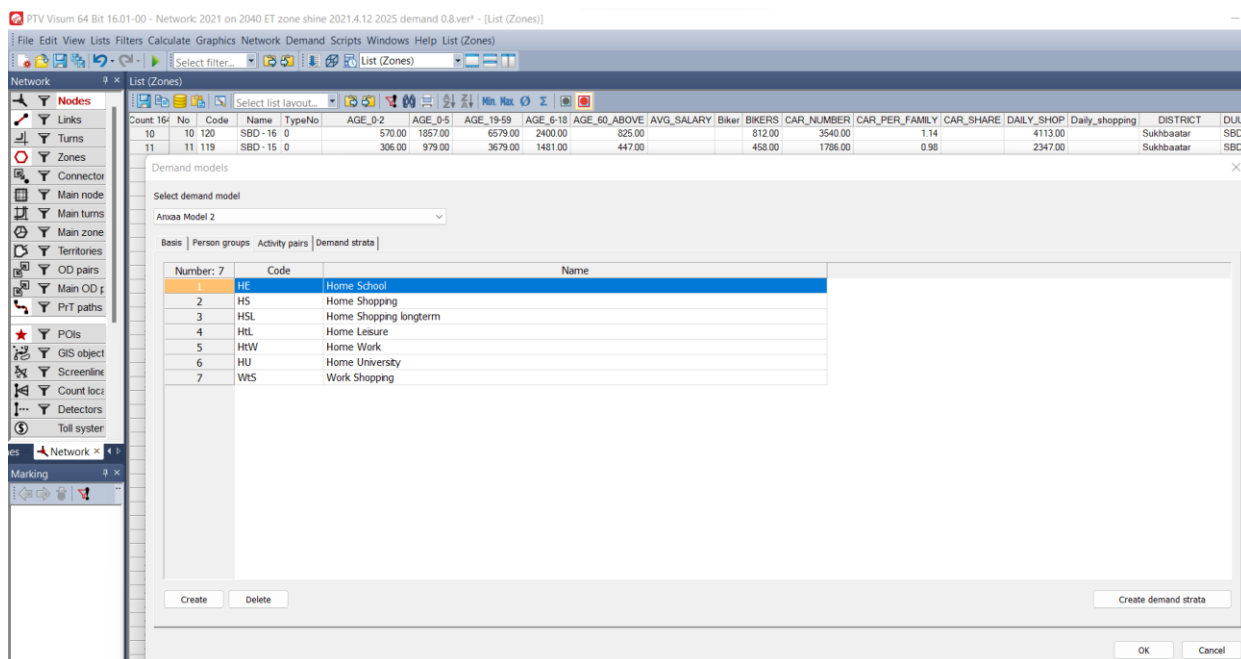 PTV Visum 64 Bit 16.01-00 - Network: 2021 on 2040 ET zone shine 2021.4.12 2025 demand 0.8.ver* - [List (Zones)]
File Edit View Lists Filters Calculate Graphics Network Demand Scripts Windows Help List (Zones)
Select filter... List (Zones)
Network List (Zones)
Nodes Select list layout... Min. Max. Ø Σ
Links Count: 164 No Code Name TypeNo AGE_0-2 AGE_0-5 AGE_19-59 AGE_6-18 AGE_60_ABOVE AVG_SALARY Biker BIKERS CAR_NUMBER CAR_PER_FAMILY CAR_SHARE DAILY_SHOP Daily_shopping DISTRICT
Turns 10 10 120 SBD - 16 0 570.00 1857.00 6579.00 2400.00 825.00 812.00 3540.00 1.14 4113.00 Sukhbaatar SBD
Zones 11 11 119 SBD - 15 0 306.00 979.00 3679.00 1481.00 447.00 458.00 1786.00 0.98 2347.00 Sukhbaatar SBD
Demand models
Connector
Main node
Main turns
Main zone
Territories
OD pairs
Main OD p
PrT paths
POIs
GIS object
Screenline
Count loca
Detectors
Toll syster
es Network
Marking
Select demand model
Anxaa Model 2
Basis Person groups Activity pairs Demand strata
Number: 7 Code Name
1 HE Home School
2 HS Home Shopping
3 HSL Home Shopping longterm
4 HtL Home Leisure
5 HtW Home Work
6 HU Home University
7 WtS Work Shopping
Create Delete Create demand strata
OK Cancel